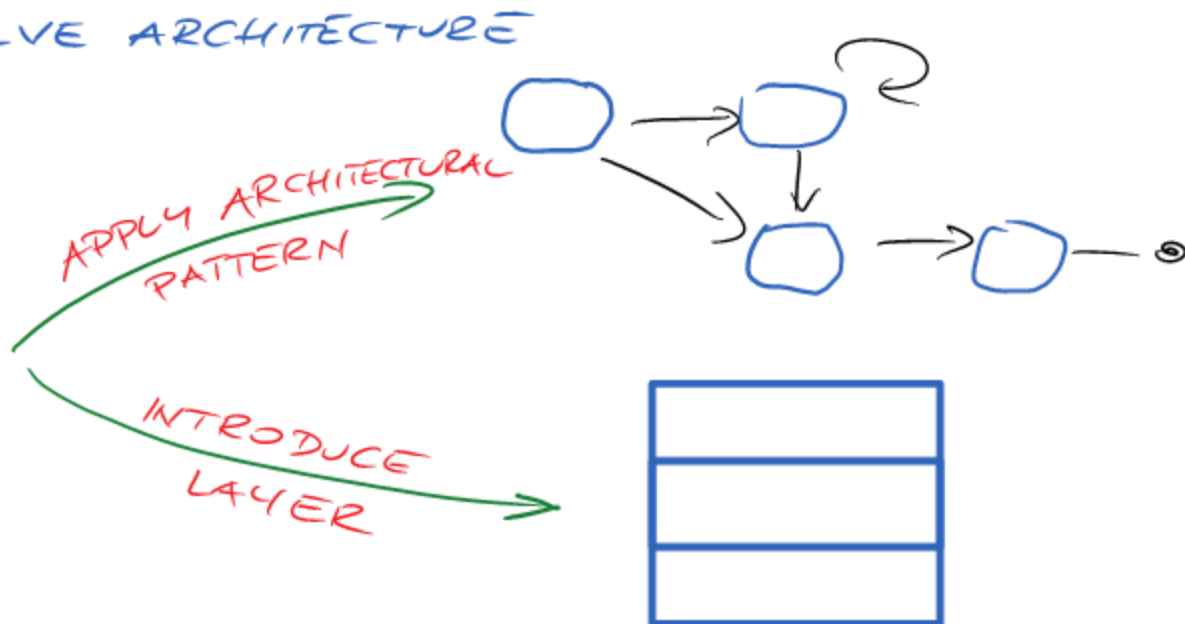 LVE ARCHITECTURE
APPLY ARCHITECTURAL
PATTERN
INTRODUCE
LAYER